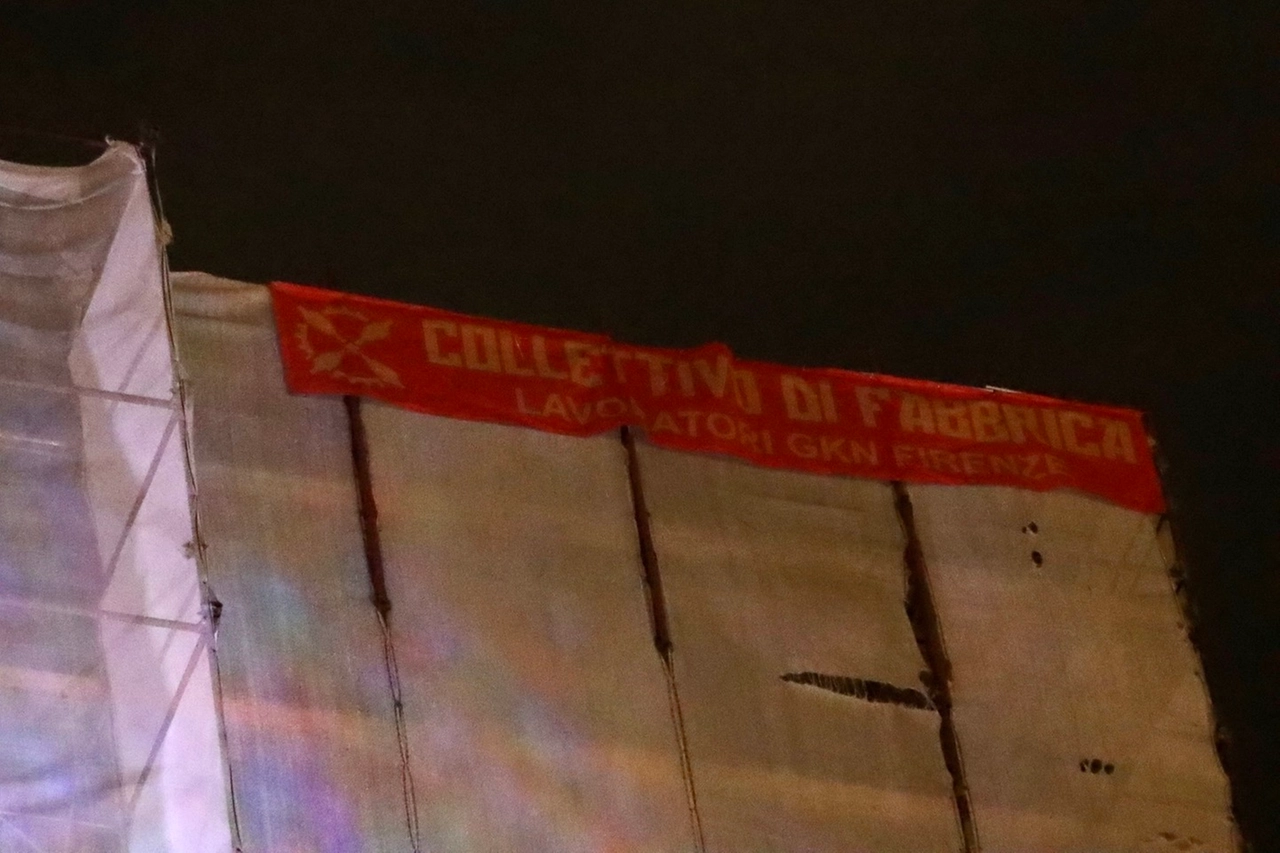 COLLETTIVO DI FABBRICA
LAVORATORI GKN FIRENZE